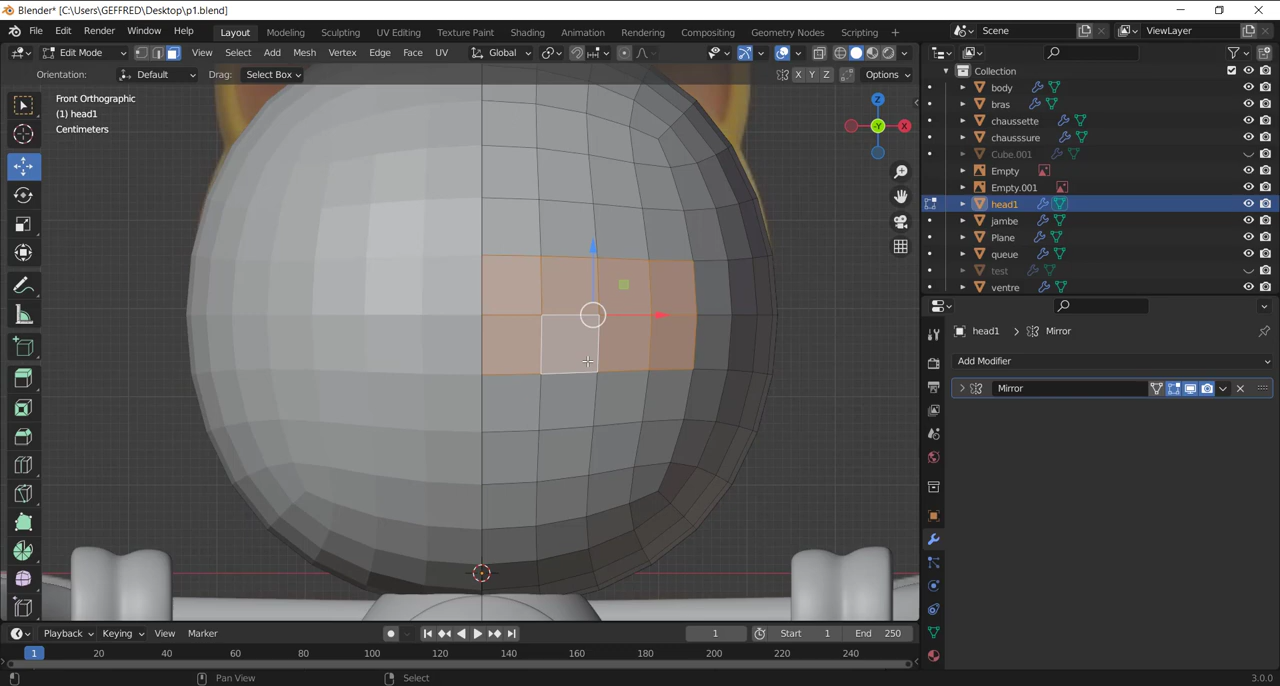 Blender* [C:\Users\GEFFRED\Desktop\p1.blend]
File Edit Render Window Help Layout Modeling Sculpting UV Editing Texture Paint Shading Animation Rendering Compositing Geometry Nodes Scripting + Scene ViewLayer
Edit Mode View Select Add Mesh Vertex Edge Face UV Global
Orientation: Default Drag: Select Box X Y Z Options
Front Orthographic
(1) head1
Centimeters
Z
-Y
X
Collection
body
bras
chaussette
chausssure
Cube.001
Empty
Empty.001
head1
jambe
Plane
queue
test
ventre
head1 > Mirror
Add Modifier
Mirror
Playback Keying View Marker 1 Start 1 End 250
1 20 40 60 80 100 120 140 160 180 200 220 240
Pan View Select 3.0.0